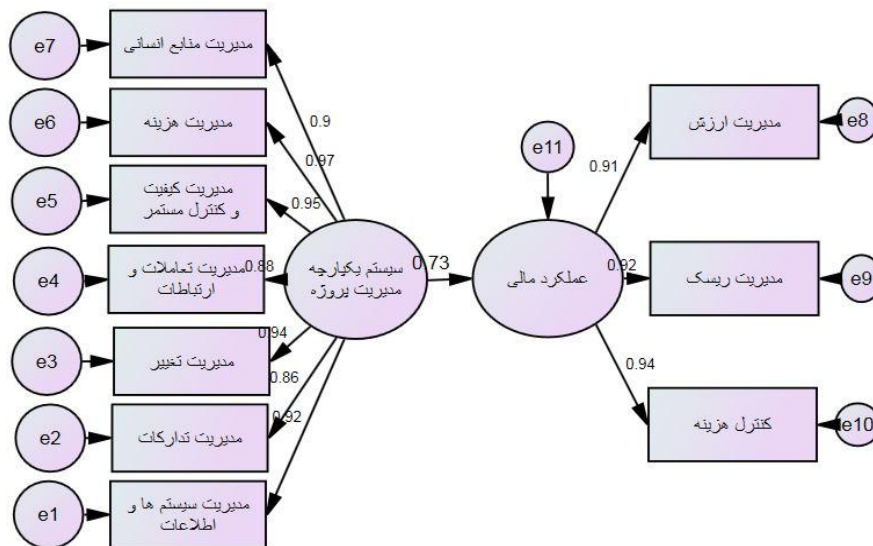 e7
مدیریت منابع انسانی
e6
مدیریت هزینه
e5
مدیریت کیفیت
و کنترل مستمر
e4
مدیریت تعاملات و
ارتباطات
e3
مدیریت تغییر
e2
مدیریت تدارکات
e1
مدیریت سیستم ها و
اطلاعات
0.9
0.97
0.95
0.88
0.94
0.86
0.92
سیستم یکپارچه
مدیریت پروژه
0.73
e11
عملکرد مالی
0.91
0.92
0.94
مدیریت ارزش
e8
مدیریت ریسک
e9
کنترل هزینه
e10